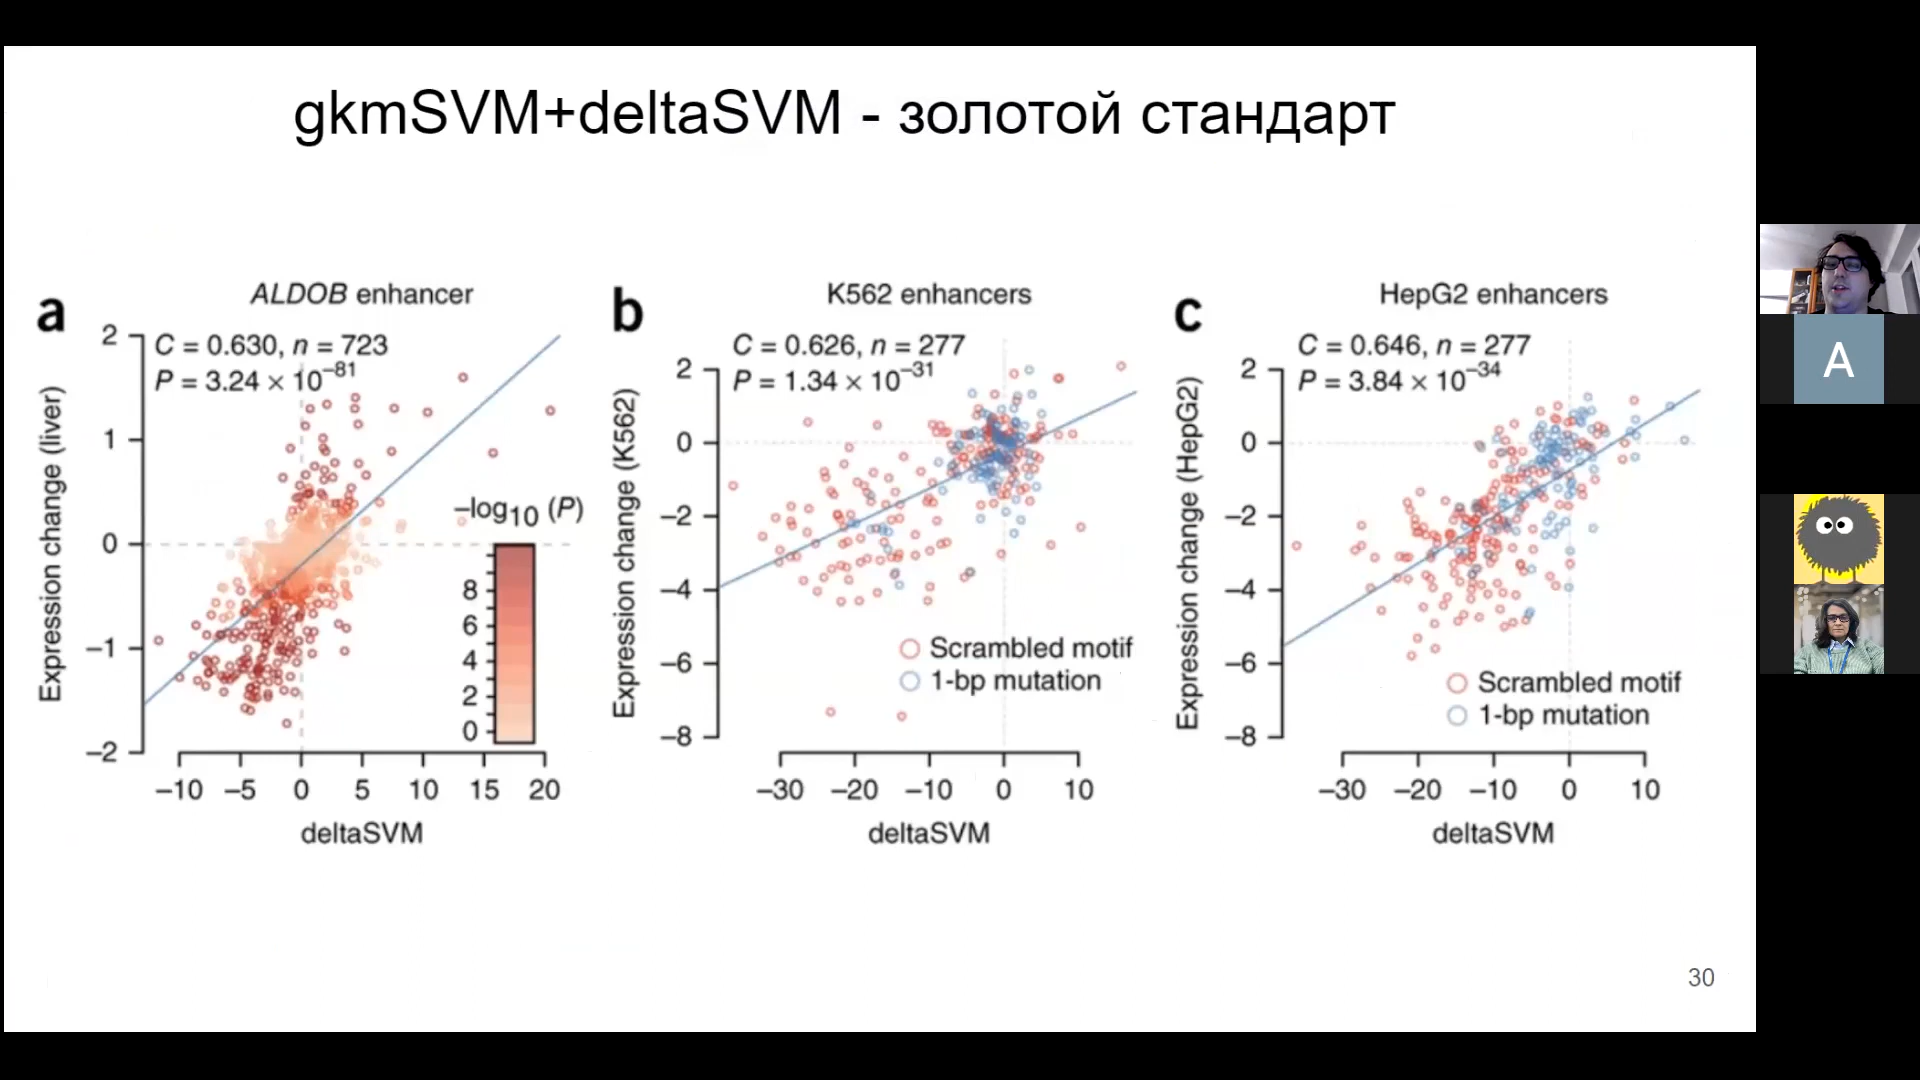 gkmSVM+deltaSVM - золотой стандарт
a
ALDOB enhancer
C = 0.630, n = 723
P = 3.24 × 10−81
Expression change (liver)
2
1
0
−1
−2
−10 −5 0 5 10 15 20
deltaSVM
−log10 (P)
8
6
4
2
0
b
K562 enhancers
C = 0.626, n = 277
P = 1.34 × 10−31
Expression change (K562)
2
0
−2
−4
−6
−8
Scrambled motif
1-bp mutation
−30 −20 −10 0 10
deltaSVM
c
HepG2 enhancers
C = 0.646, n = 277
P = 3.84 × 10−34
Expression change (HepG2)
2
0
−2
−4
−6
−8
Scrambled motif
1-bp mutation
−30 −20 −10 0 10
deltaSVM
30
A